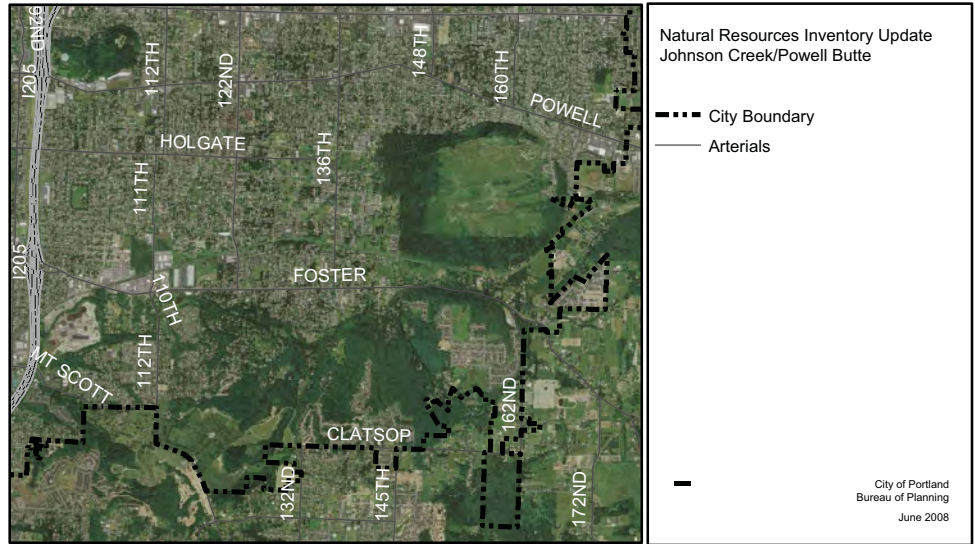 92ND
I205
112TH
122ND
148TH
160TH
POWELL
HOLGATE
136TH
111TH
I205
FOSTER
110TH
MT SCOTT
112TH
162ND
CLATSOP
132ND
145TH
172ND
Natural Resources Inventory Update
Johnson Creek/Powell Butte
City Boundary
Arterials
City of Portland
Bureau of Planning
June 2008